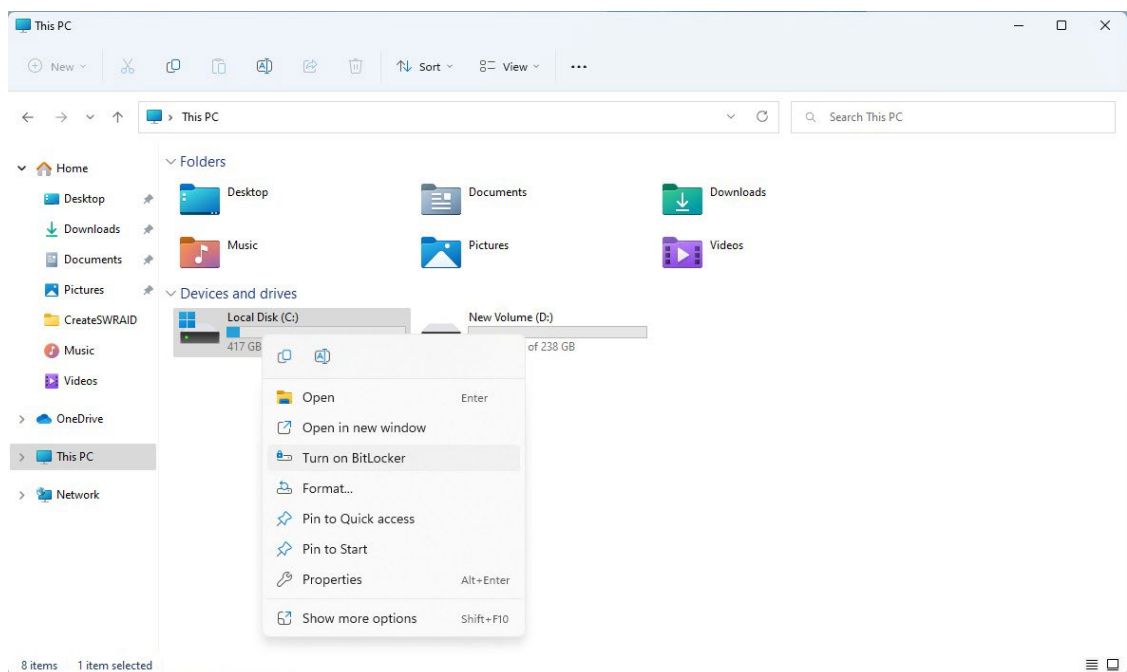 This PC
New
Sort
View
This PC
Search This PC
Home
Desktop
Downloads
Documents
Pictures
CreateSWRAID
Music
Videos
OneDrive
This PC
Network
Folders
Desktop
Documents
Downloads
Music
Pictures
Videos
Devices and drives
Local Disk (C:)
417 GB
New Volume (D:)
of 238 GB
Open Enter
Open in new window
Turn on BitLocker
Format...
Pin to Quick access
Pin to Start
Properties Alt+Enter
Show more options Shift+F10
8 items 1 item selected